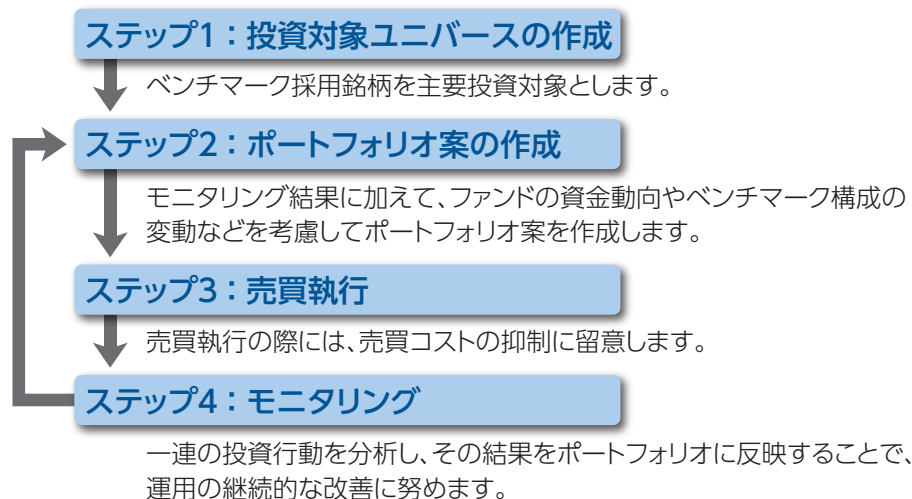 ステップ1：投資対象ユニバースの作成
ベンチマーク採用銘柄を主要投資対象とします。
ステップ2：ポートフォリオ案の作成
モニタリング結果に加えて、ファンドの資金動向やベンチマーク構成の
変動などを考慮してポートフォリオ案を作成します。
ステップ3：売買執行
売買執行の際には、売買コストの抑制に留意します。
ステップ4：モニタリング
一連の投資行動を分析し、その結果をポートフォリオに反映することで、
運用の継続的な改善に努めます。